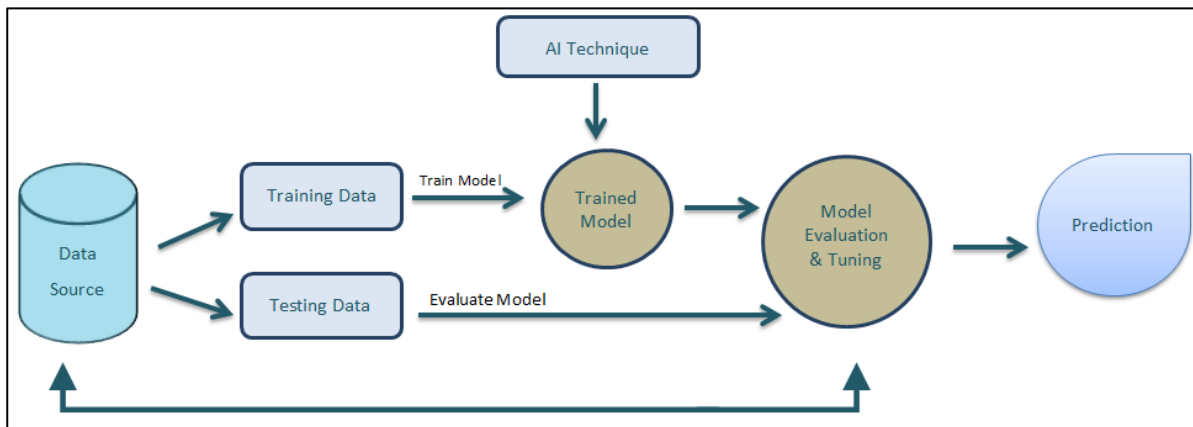 AI Technique
Training Data
Train Model
Trained
Model
Model
Evaluation
& Tuning
Prediction
Data
Source
Testing Data
Evaluate Model